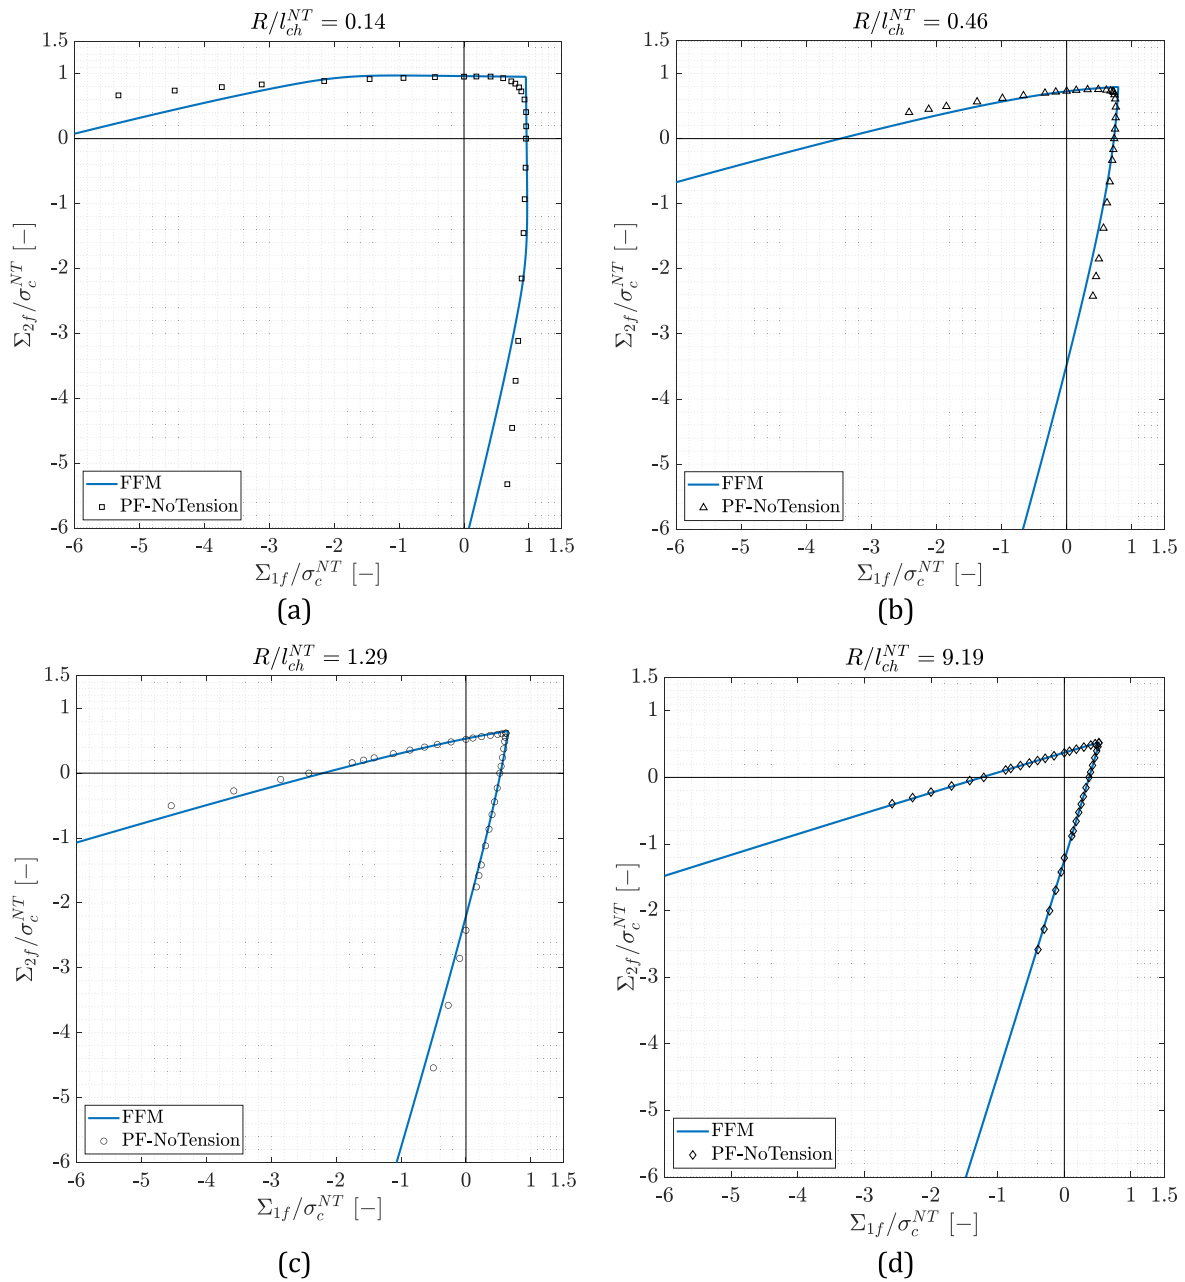 R/l_{ch}^{NT} = 0.14
1.5
1
0
-1
-2
-3
-4
-5
-6
Σ_{2f}/σ_c^{NT} [−]
FFM
PF-NoTension
-6 -5 -4 -3 -2 -1 0 1 1.5
Σ_{1f}/σ_c^{NT} [−]
(a)
R/l_{ch}^{NT} = 0.46
1.5
1
0
-1
-2
-3
-4
-5
-6
Σ_{2f}/σ_c^{NT} [−]
FFM
PF-NoTension
-6 -5 -4 -3 -2 -1 0 1 1.5
Σ_{1f}/σ_c^{NT} [−]
(b)
R/l_{ch}^{NT} = 1.29
1.5
1
0
-1
-2
-3
-4
-5
-6
Σ_{2f}/σ_c^{NT} [−]
FFM
PF-NoTension
-6 -5 -4 -3 -2 -1 0 1 1.5
Σ_{1f}/σ_c^{NT} [−]
(c)
R/l_{ch}^{NT} = 9.19
1.5
1
0
-1
-2
-3
-4
-5
-6
Σ_{2f}/σ_c^{NT} [−]
FFM
PF-NoTension
-6 -5 -4 -3 -2 -1 0 1 1.5
Σ_{1f}/σ_c^{NT} [−]
(d)